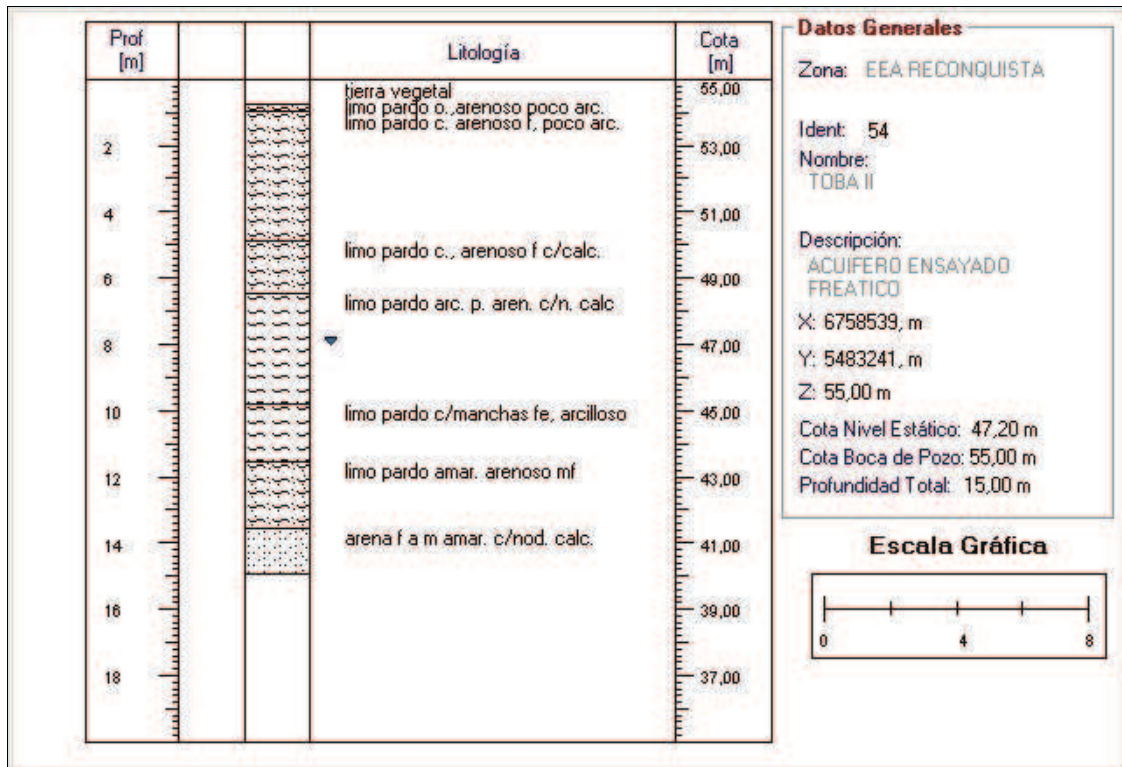 Prof
[m]
Litología
Cota
[m]
2
4
6
8
10
12
14
16
18
tierra vegetal
limo pardo o., arenoso poco arc.
limo pardo c. arenoso f, poco arc.
limo pardo c., arenoso f c/calc.
limo pardo arc. p. aren. c/n. calc
limo pardo c/manchas fe, arcilloso
limo pardo amar. arenoso mf
arena f a m amar. c/nod. calc.
55,00
53,00
51,00
49,00
47,00
45,00
43,00
41,00
39,00
37,00
Datos Generales
Zona: EEA RECONQUISTA
Ident: 54
Nombre:
TOBA II
Descripción:
ACUIFERO ENSAYADO
FREATICO
X: 6758539, m
Y: 5483241, m
Z: 55,00 m
Cota Nivel Estático: 47,20 m
Cota Boca de Pozo: 55,00 m
Profundidad Total: 15,00 m
Escala Gráfica
0 4 8